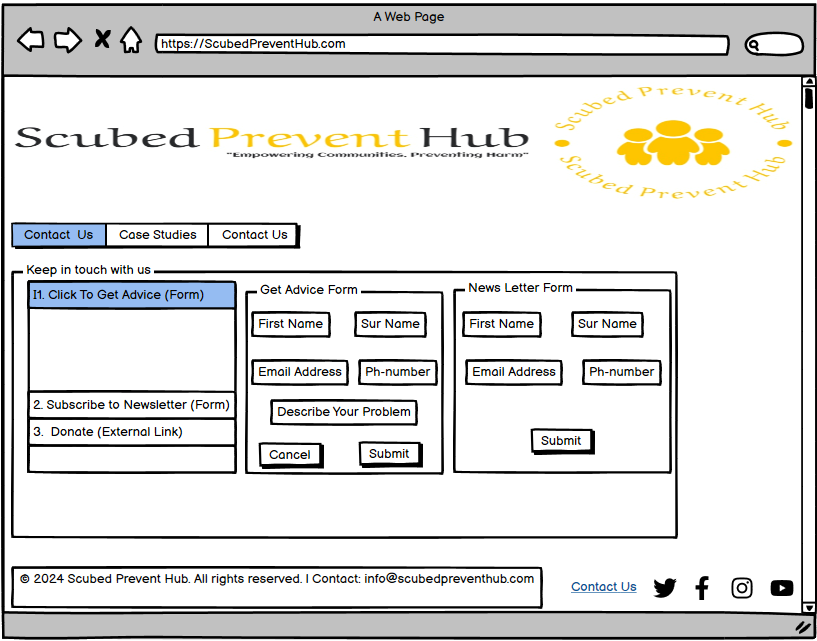 A Web Page
https://ScubedPreventHub.com
Scubed Prevent Hub
"Empowering Communities. Preventing Harm"
Scubed Prevent Hub
Scubed Prevent Hub
Contact Us
Case Studies
Contact Us
Keep in touch with us
I1. Click To Get Advice (Form)
2. Subscribe to Newsletter (Form)
3. Donate (External Link)
Get Advice Form
First Name
Sur Name
Email Address
Ph-number
Describe Your Problem
Cancel
Submit
News Letter Form
First Name
Sur Name
Email Address
Ph-number
Submit
© 2024 Scubed Prevent Hub. All rights reserved. I Contact: info@scubedpreventhub.com
Contact Us